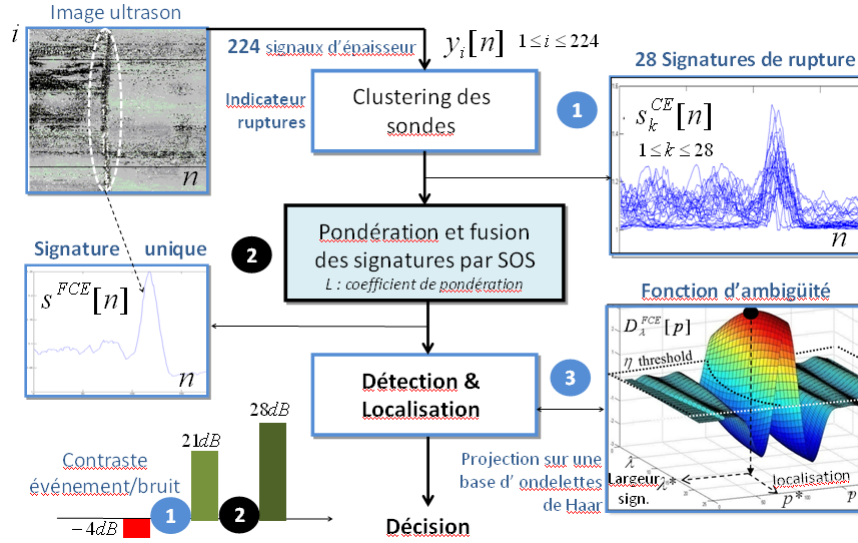 Image ultrason
i
n
224 signaux d'épaisseur
y_i[n] 1≤i≤224
Indicateur
ruptures
Clustering des
sondes
1
28 Signatures de rupture
s_k^{CE}[n]
1≤k≤28
n
Signature unique
s^{FCE}[n]
n
2
Pondération et fusion
des signatures par SOS
L : coefficient de pondération
Fonction d'ambigüité
D_λ^{FCE}[p]
η threshold
λ
Largeur
sign.
λ*
localisation
p*
p
Détection &
Localisation
3
Projection sur une
base d' ondelettes
de Haar
Contraste
événement/bruit
−4dB
1
21dB
2
28dB
Décision